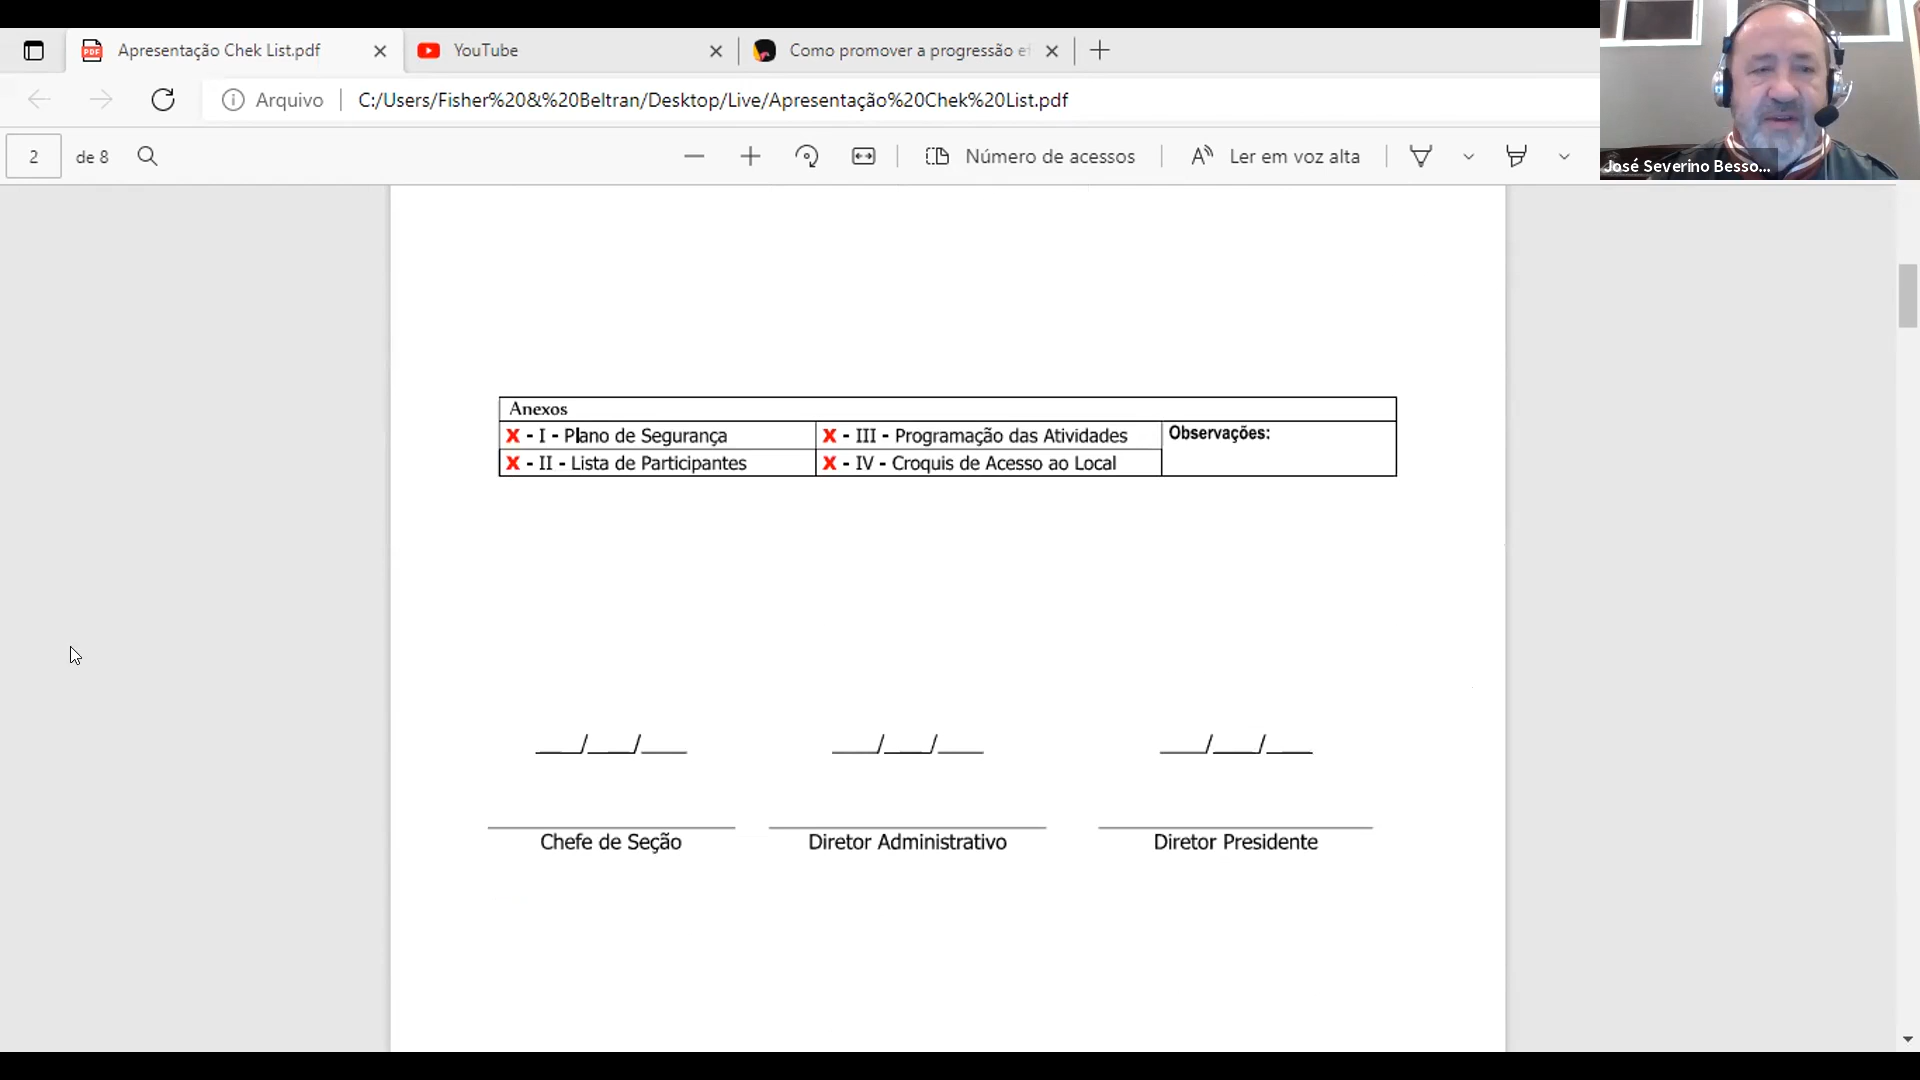 Apresentação Chek List.pdf
YouTube
Como promover a progressão ef
Arquivo
C:/Users/Fisher%20&%20Beltran/Desktop/Live/Apresentação%20Chek%20List.pdf
2 de 8
Número de acessos
Ler em voz alta
José Severino Besso...
Anexos
X - I - Plano de Segurança
X - III - Programação das Atividades
Observações:
X - II - Lista de Participantes
X - IV - Croquis de Acesso ao Local
___/___/___ ___/___/___ ___/___/___
Chefe de Seção
Diretor Administrativo
Diretor Presidente